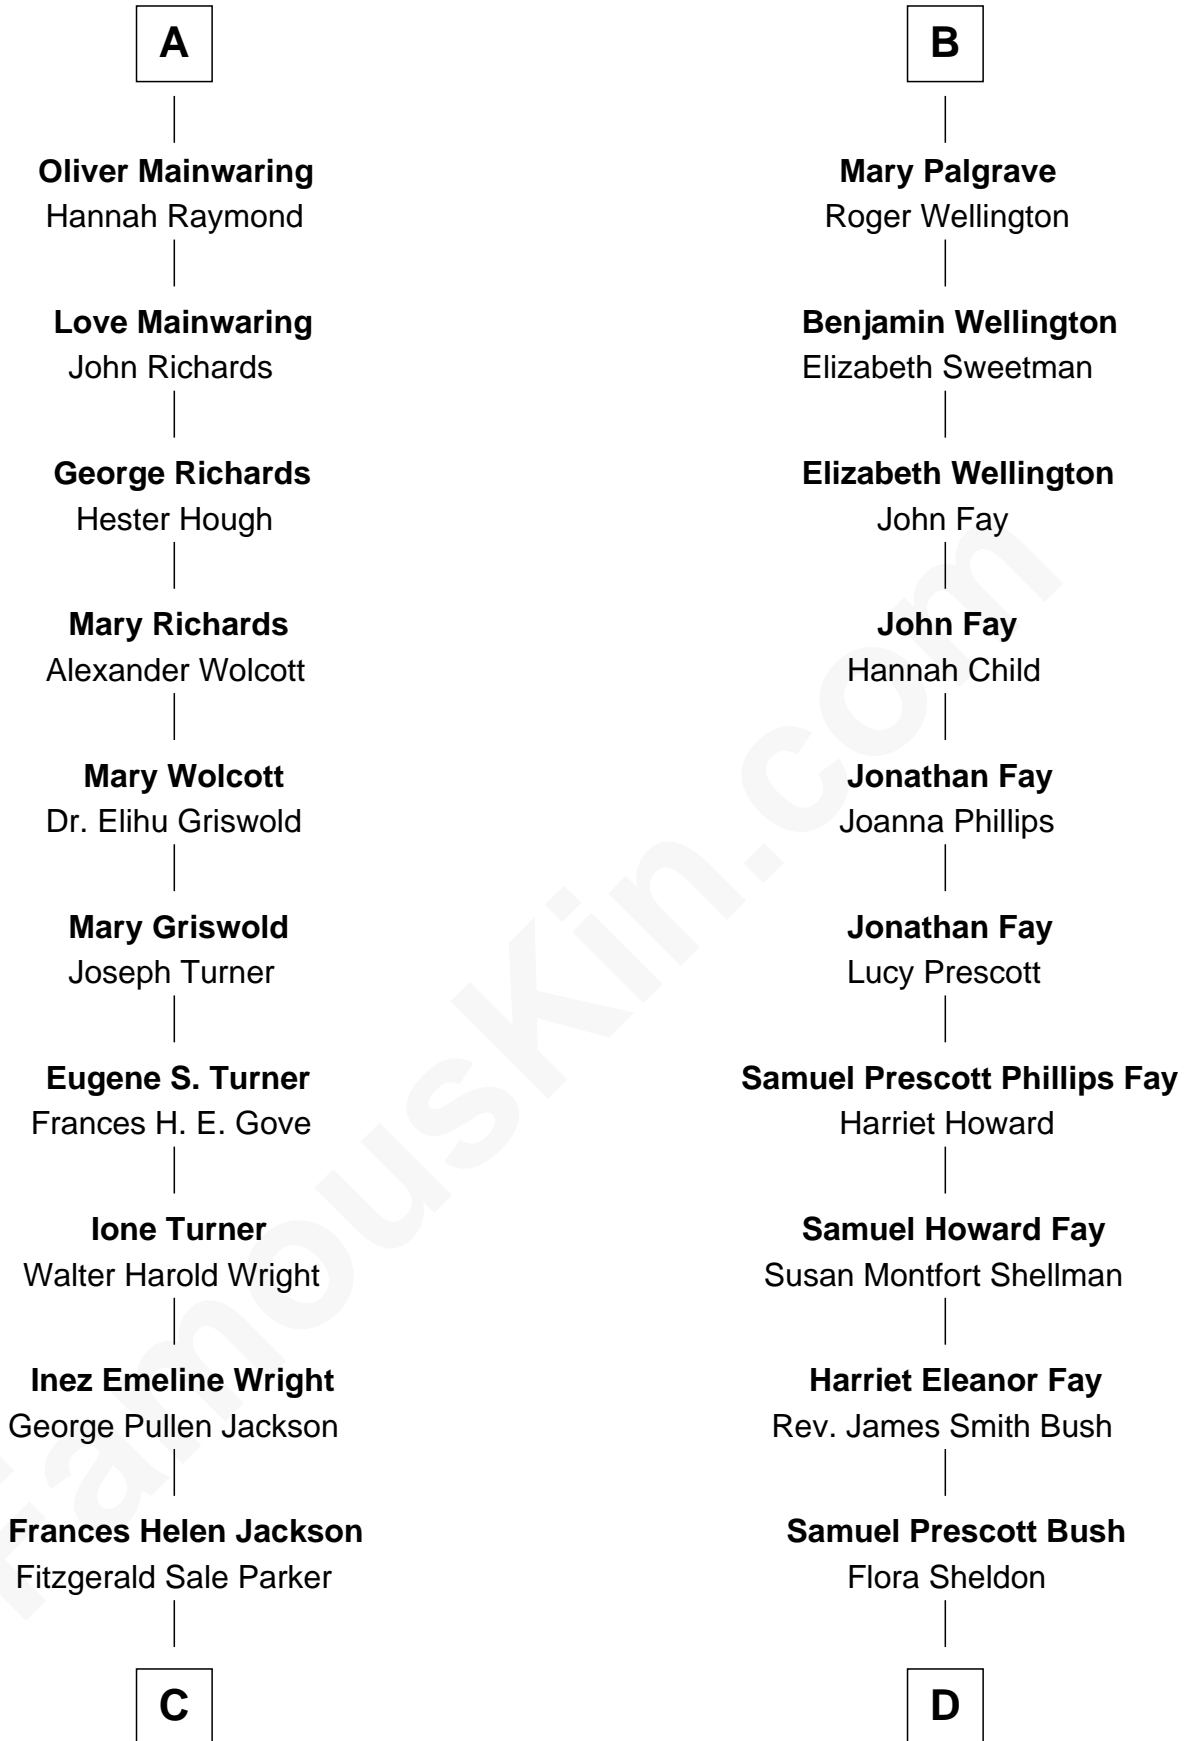 A
Oliver Mainwaring
Hannah Raymond
Love Mainwaring
John Richards
George Richards
Hester Hough
Mary Richards
Alexander Wolcott
Mary Wolcott
Dr. Elihu Griswold
Mary Griswold
Joseph Turner
Eugene S. Turner
Frances H. E. Gove
Ione Turner
Walter Harold Wright
Inez Emeline Wright
George Pullen Jackson
Frances Helen Jackson
Fitzgerald Sale Parker
C
B
Mary Palgrave
Roger Wellington
Benjamin Wellington
Elizabeth Sweetman
Elizabeth Wellington
John Fay
John Fay
Hannah Child
Jonathan Fay
Joanna Phillips
Jonathan Fay
Lucy Prescott
Samuel Prescott Phillips Fay
Harriet Howard
Samuel Howard Fay
Susan Montfort Shellman
Harriet Eleanor Fay
Rev. James Smith Bush
Samuel Prescott Bush
Flora Sheldon
D
FamousKin.com